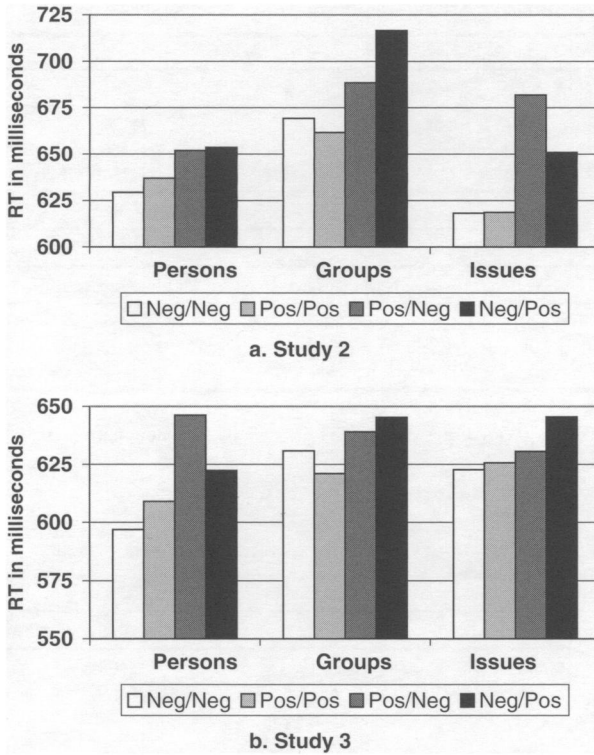 725
700
675
650
625
600
RT in milliseconds
Persons Groups Issues
Neg/Neg Pos/Pos Pos/Neg Neg/Pos
a. Study 2
650
625
600
575
550
RT in milliseconds
Persons Groups Issues
Neg/Neg Pos/Pos Pos/Neg Neg/Pos
b. Study 3